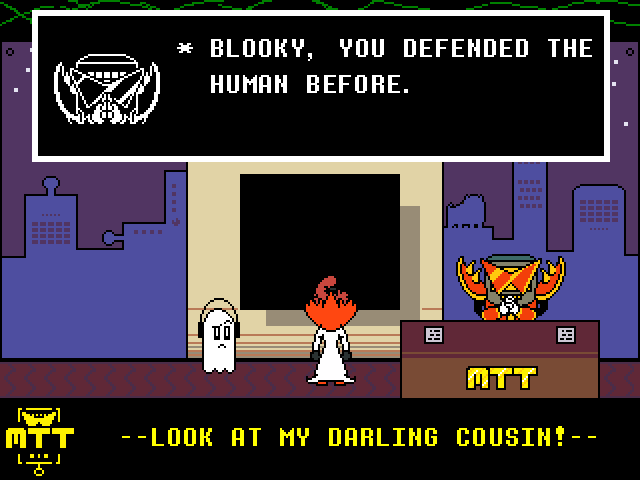 * BLOOKY, YOU DEFENDED THE
HUMAN BEFORE.
MTT
MTT
--LOOK AT MY DARLING COUSIN!--